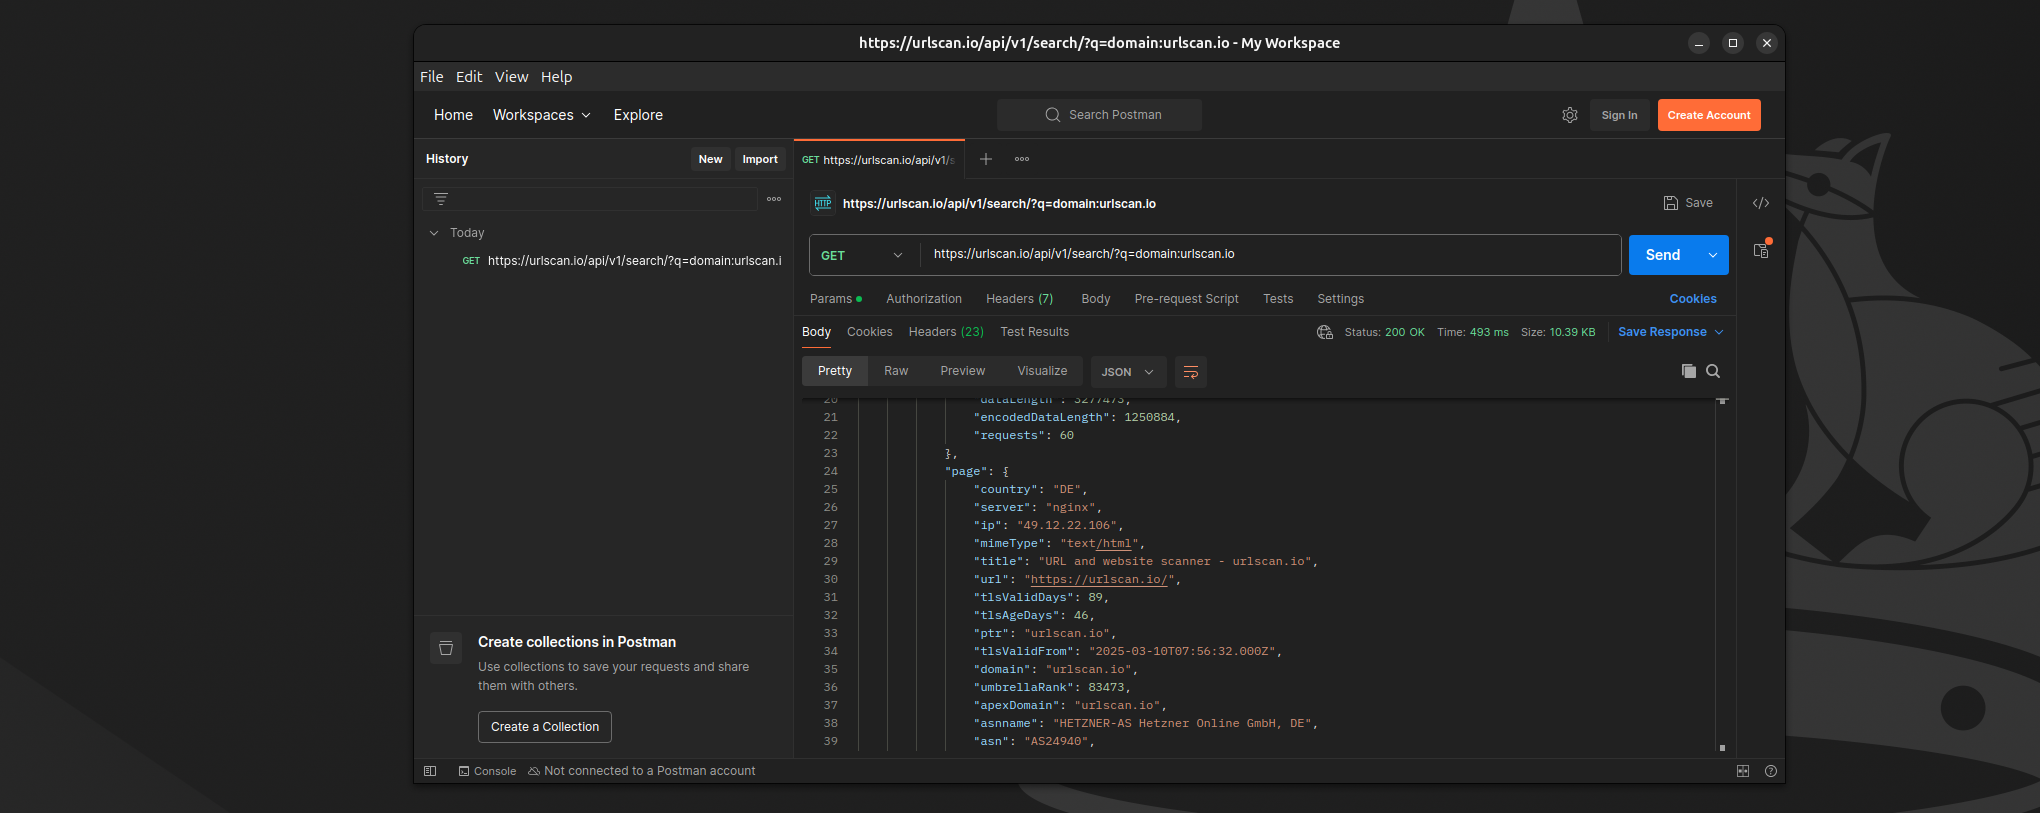 https://urlscan.io/api/v1/search/?q=domain:urlscan.io - My Workspace
File Edit View Help
Home Workspaces Explore Search Postman Sign In Create Account
History New Import
GET https://urlscan.io/api/v1/s
HTTP https://urlscan.io/api/v1/search/?q=domain:urlscan.io Save
Today
GET https://urlscan.io/api/v1/search/?q=domain:urlscan.i
GET https://urlscan.io/api/v1/search/?q=domain:urlscan.io Send
Params Authorization Headers (7) Body Pre-request Script Tests Settings Cookies
Body Cookies Headers (23) Test Results Status: 200 OK Time: 493 ms Size: 10.39 KB Save Response
Pretty Raw Preview Visualize JSON
20 "dataLength": 3277473,
21 "encodedDataLength": 1250884,
22 "requests": 60
23 },
24 "page": {
25 "country": "DE",
26 "server": "nginx",
27 "ip": "49.12.22.106",
28 "mimeType": "text/html",
29 "title": "URL and website scanner - urlscan.io",
30 "url": "https://urlscan.io/",
31 "tlsValidDays": 89,
32 "tlsAgeDays": 46,
33 "ptr": "urlscan.io",
34 "tlsValidFrom": "2025-03-10T07:56:32.000Z",
35 "domain": "urlscan.io",
36 "umbrellaRank": 83473,
37 "apexDomain": "urlscan.io",
38 "asnname": "HETZNER-AS Hetzner Online GmbH, DE",
39 "asn": "AS24940",
Create collections in Postman
Use collections to save your requests and share
them with others.
Create a Collection
Console Not connected to a Postman account